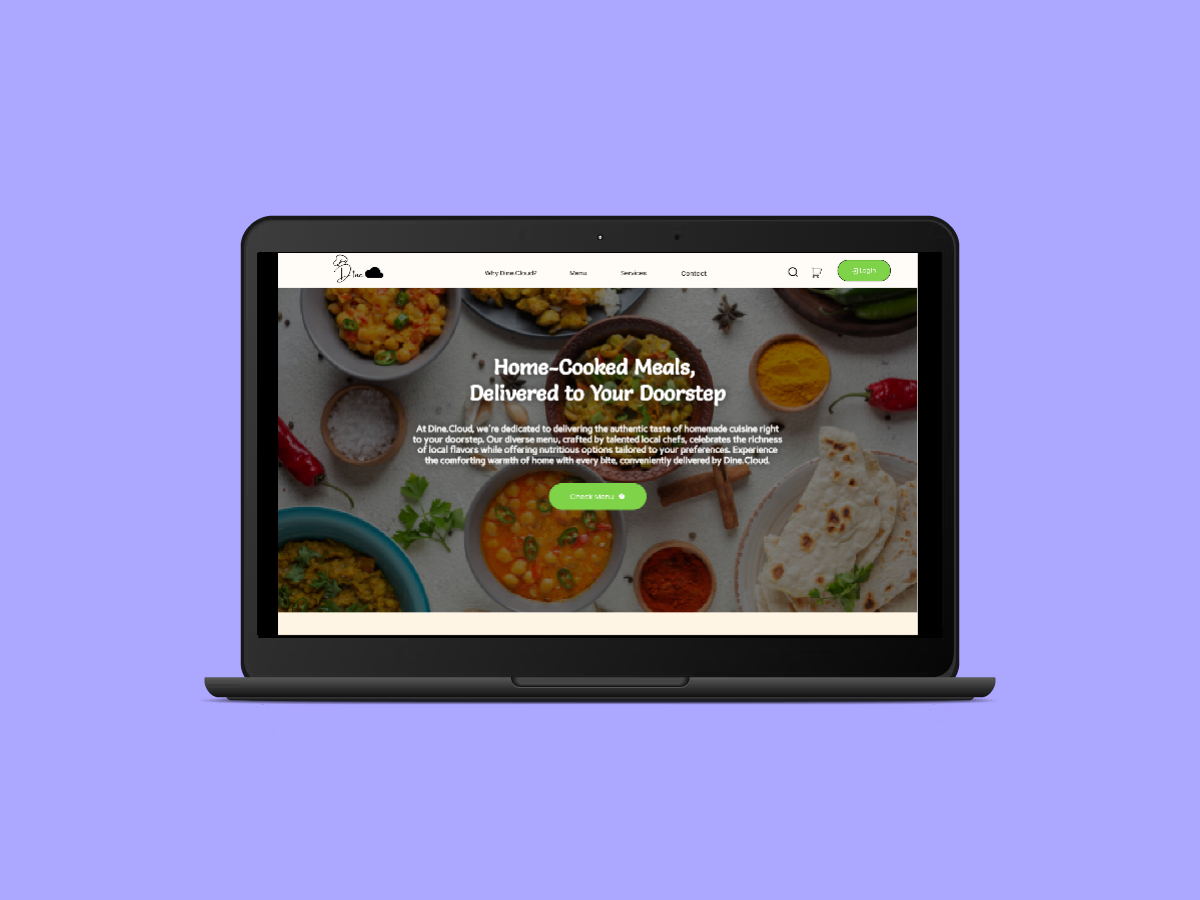 Dine
Why Dine.Cloud?
Menu
Services
Contact
Login
Home-Cooked Meals,
Delivered to Your Doorstep
At Dine.Cloud, we're dedicated to delivering the authentic taste of homemade cuisine right
to your doorstep. Our diverse menu, crafted by talented local chefs, celebrates the richness
of local flavors while offering nutritious options tailored to your preferences. Experience
the comforting warmth of home with every bite, conveniently delivered by Dine.Cloud.
Check Menu